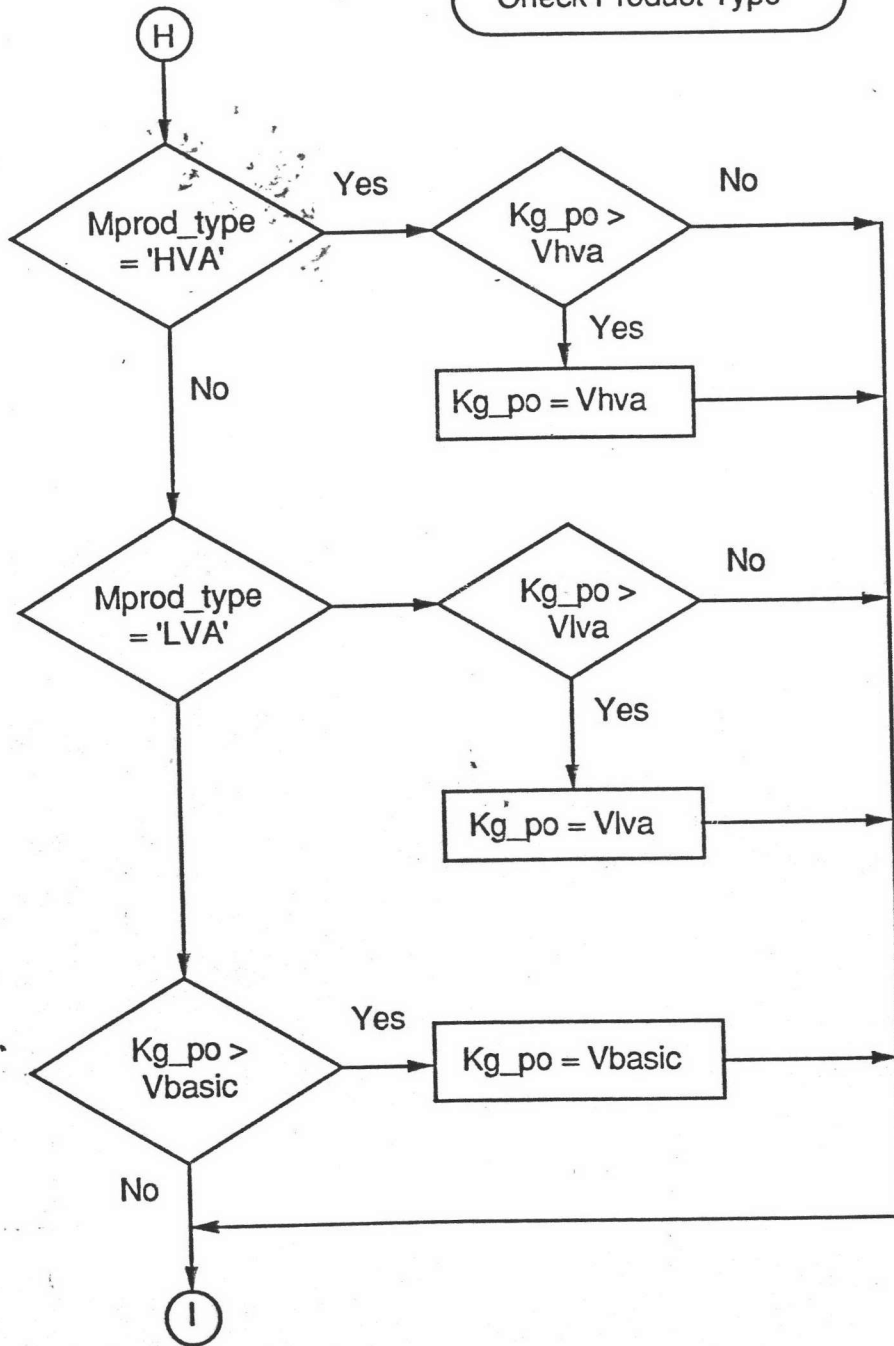 Check Product Type
H
Mprod_type
= 'HVA'
Yes
Kg_po >
Vhva
No
Yes
Kg_po = Vhva
No
Mprod_type
= 'LVA'
Kg_po >
Vlva
No
Yes
Kg_po = Vlva
Kg_po >
Vbasic
Yes
Kg_po = Vbasic
No
I